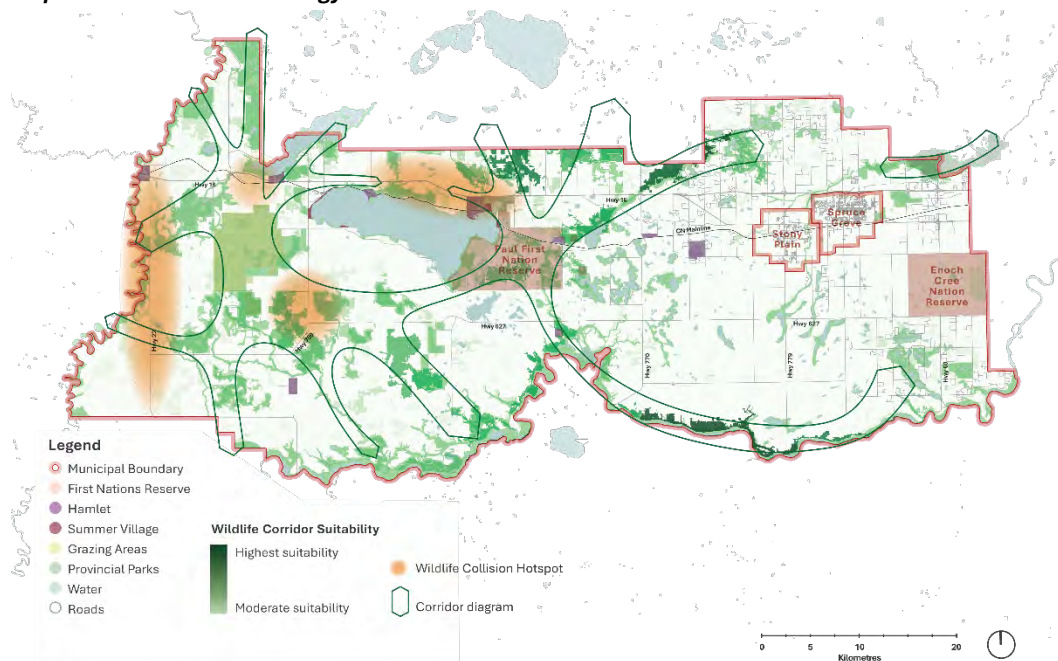 Hwy 16
Hwy 16
CN Mainline
Spruce
Grove
Stony
Plain
Paul First
Nation
Reserve
Enoch
Cree
Nation
Reserve
Hwy 627
Hwy 627
Hwy 22
Hwy 770
Hwy 779
Legend
Municipal Boundary
First Nations Reserve
Hamlet
Summer Village
Grazing Areas
Provincial Parks
Water
Roads
Wildlife Corridor Suitability
Highest suitability
Moderate suitability
Wildlife Collision Hotspot
Corridor diagram
0 5 10 20
Kilometres